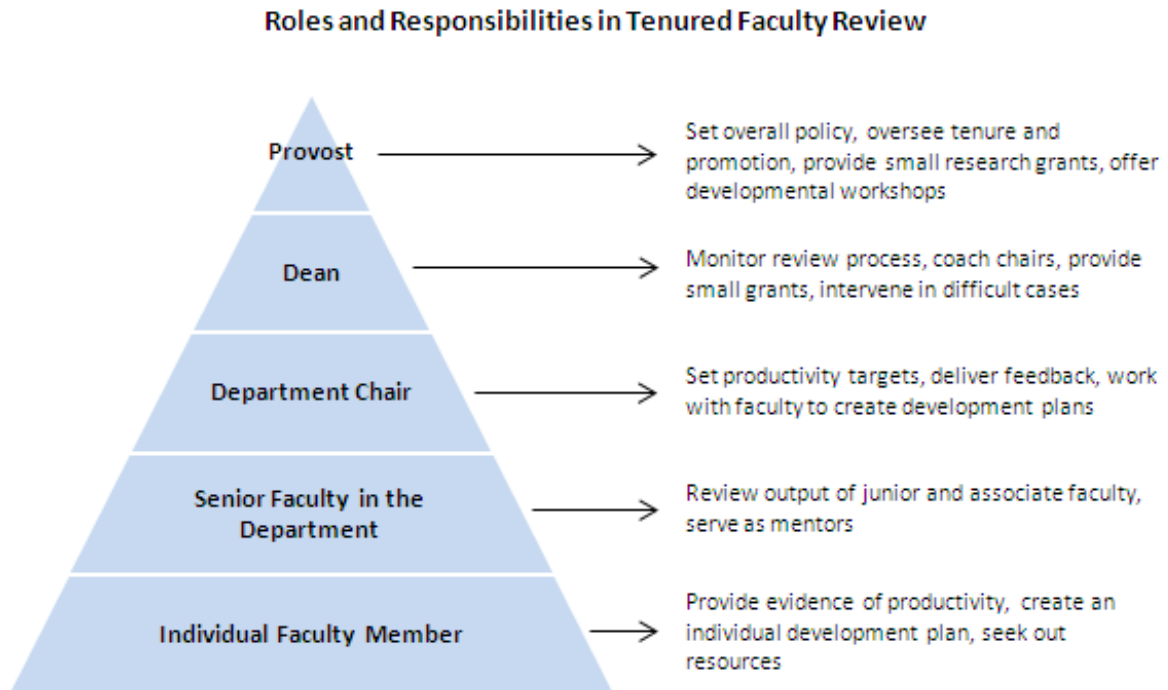 Roles and Responsibilities in Tenured Faculty Review
Provost
Set overall policy, oversee tenure and
promotion, provide small research grants, offer
developmental workshops
Dean
Monitor review process, coach chairs, provide
small grants, intervene in difficult cases
Department Chair
Set productivity targets, deliver feedback, work
with faculty to create development plans
Senior Faculty in the
Department
Review output of junior and associate faculty,
serve as mentors
Individual Faculty Member
Provide evidence of productivity, create an
individual development plan, seek out
resources